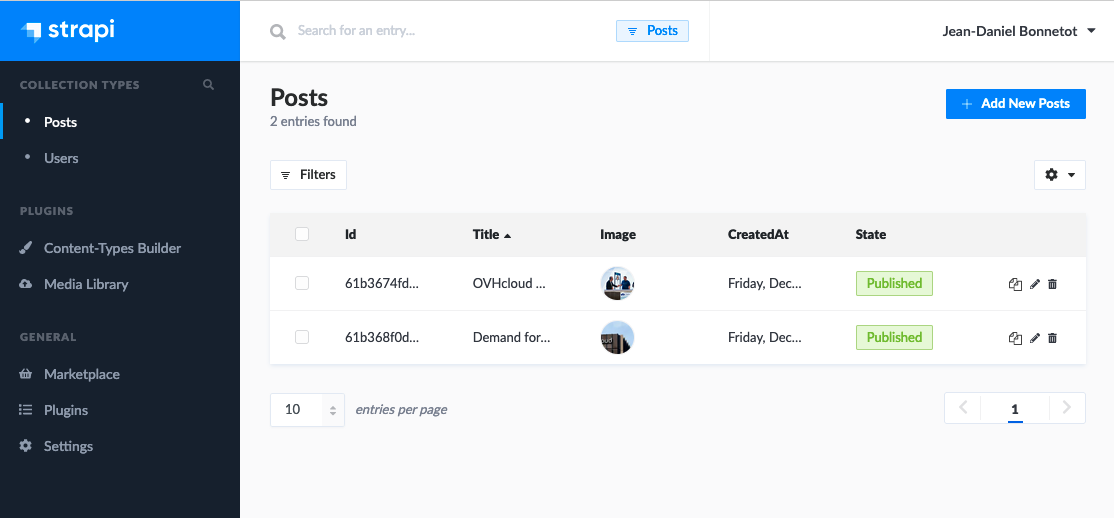 strapi
Search for an entry...
Posts
Jean-Daniel Bonnetot
COLLECTION TYPES
Posts
Users
PLUGINS
Content-Types Builder
Media Library
GENERAL
Marketplace
Plugins
Settings
Posts
2 entries found
Add New Posts
Filters
Id Title Image CreatedAt State
61b3674fd... OVHcloud ... Friday, Dec... Published
61b368f0d... Demand for... Friday, Dec... Published
10 entries per page
1